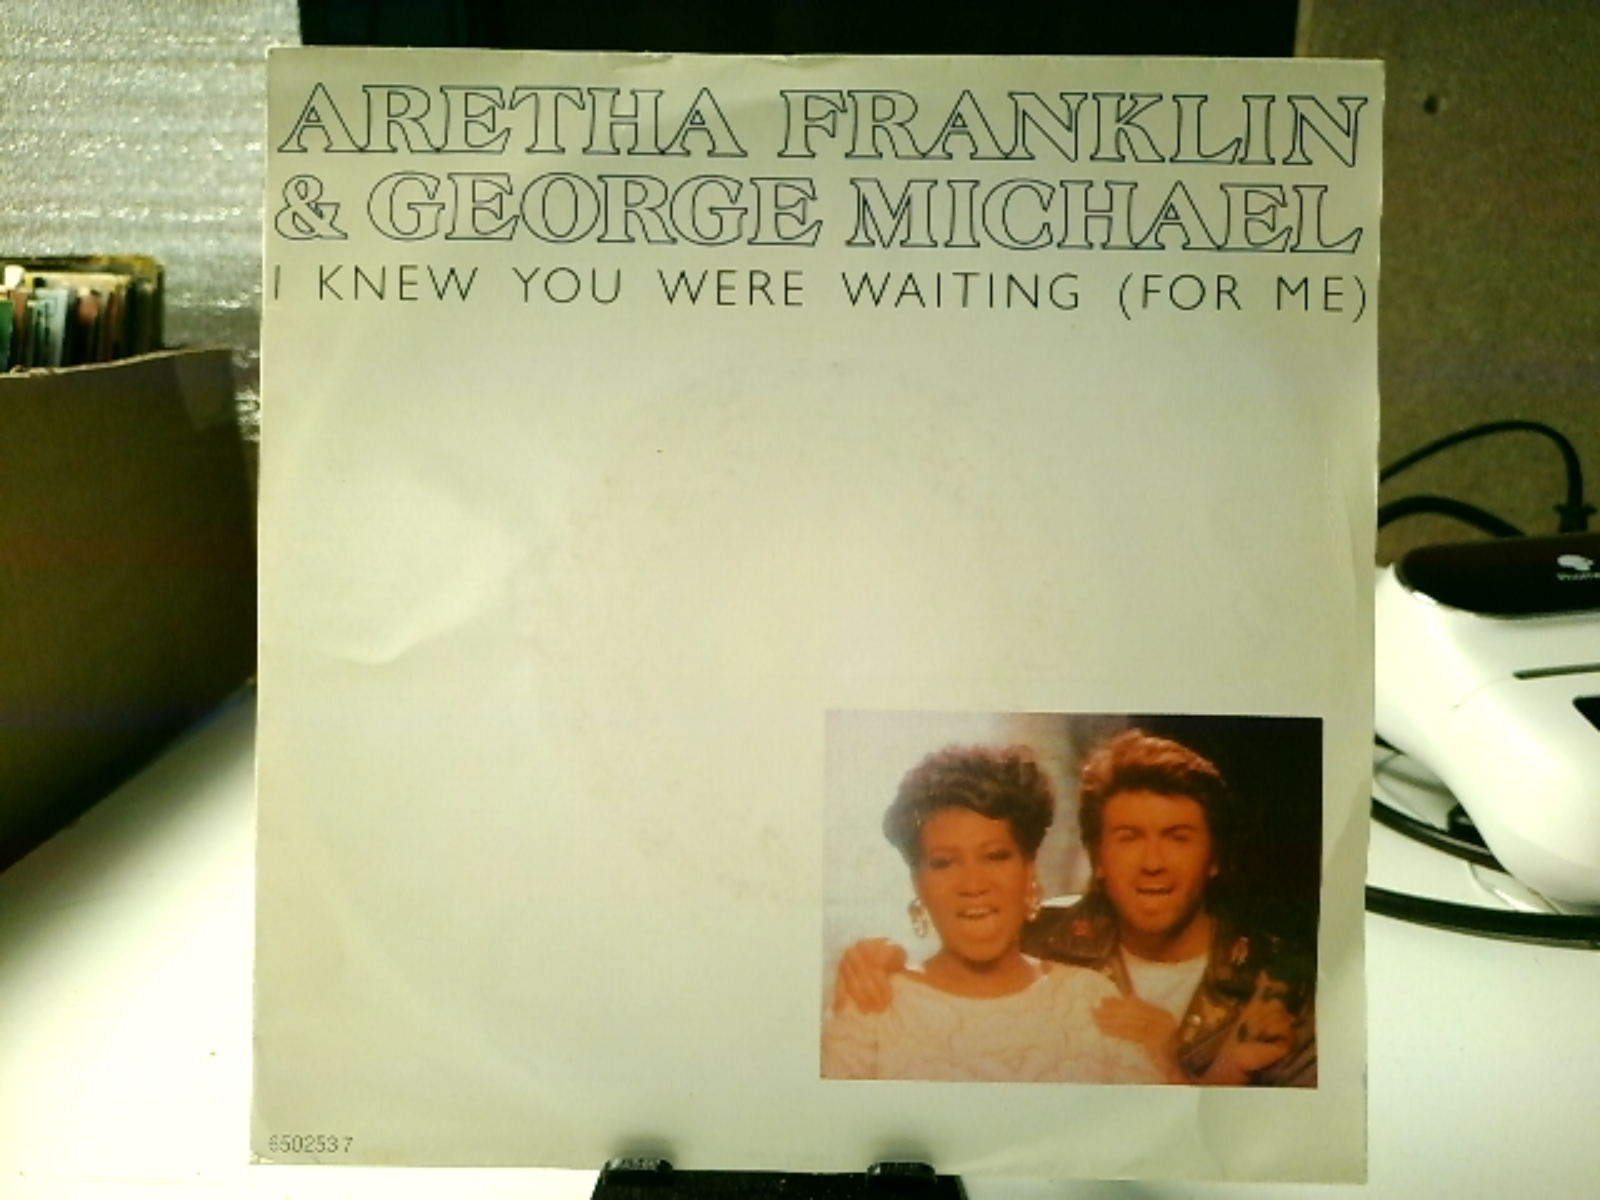 ARETHA FRANKLIN
& GEORGE MICHAEL
I KNEW YOU WERE WAITING (FOR ME)
650253 7